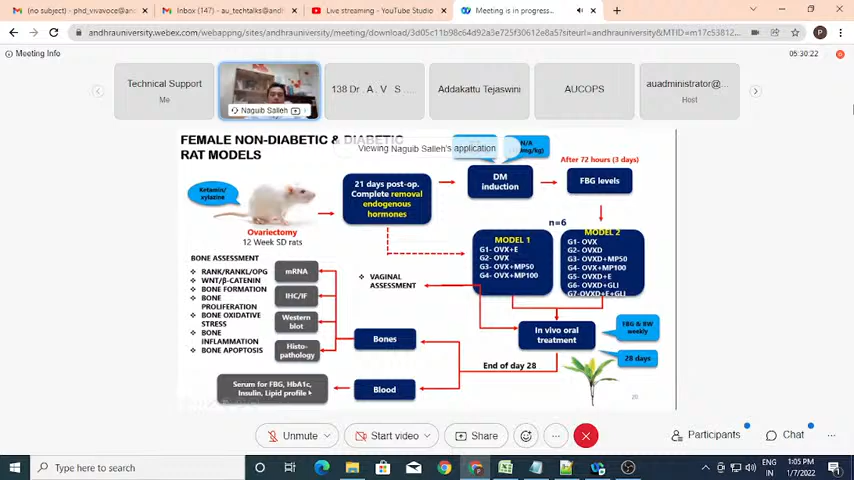 (no subject) - phd_vivavoce@an
Inbox (147) - au_techtalks@andh
Live streaming - YouTube Studio
Meeting is in progress...
andhrauniversity.webex.com/webappng/sites/andhrauniversity/meeting/download/3d05c11b98c64d92a3e725f30612e8a5?siteurl=andhrauniversity&MTID=m17c53812...
Meeting Info
05:30:22
Technical Support
Me
Naguib Salleh
138 Dr . A . V S ....
Addakattu Tejaswini
AUCOPS
auadministrator@...
Host
FEMALE NON-DIABETIC & DIABETIC
RAT MODELS
Viewing Naguib Salleh's application
N/A
mg/kg)
Ketamin/
xylazine
Ovariectomy
12 Week SD rats
21 days post-op.
Complete removal
endogenous
hormones
DM
induction
After 72 hours (3 days)
FBG levels
n=6
MODEL 1
G1- OVX+E
G2- OVX
G3- OVX+MP50
G4- OVX+MP100
MODEL 2
G1- OVX
G2- OVXD
G3- OVXD+MP50
G4- OVX+MP100
G5- OVXD+E
G6- OVXD+GLI
G7-OVXD+E+GLI
BONE ASSESSMENT
❖ RANK/RANKL/OPG
❖ WNT/β-CATENIN
❖ BONE FORMATION
❖ BONE
PROLIFERATION
❖ BONE OXIDATIVE
STRESS
❖ BONE
INFLAMMATION
❖ BONE APOPTOSIS
mRNA
IHC/IF
Western
blot
Histo-
pathology
❖ VAGINAL
ASSESSMENT
Bones
Blood
Serum for FBG, HbA1c,
Insulin, Lipid profile
End of day 28
In vivo oral
treatment
FBG & BW
weekly
28 days
20
Unmute
Start video
Share
Participants
Chat
Type here to search
ENG
IN
1:05 PM
1/7/2022